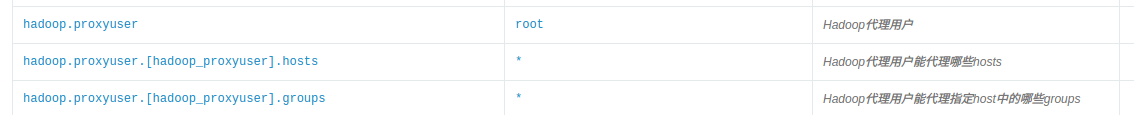 hadoop.proxyuser root Hadoop代理用户
hadoop.proxyuser.[hadoop_proxyuser].hosts * Hadoop代理用户能代理哪些hosts
hadoop.proxyuser.[hadoop_proxyuser].groups * Hadoop代理用户能代理指定host中的哪些groups